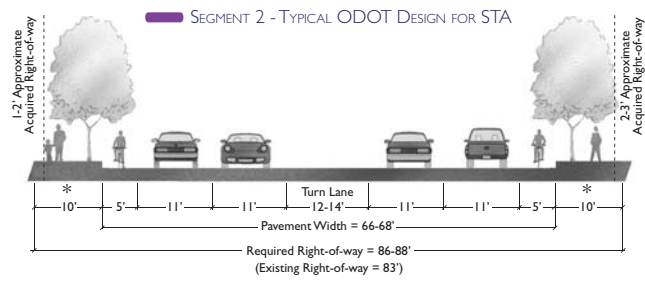 SEGMENT 2 - TYPICAL ODOT DESIGN FOR STA
1-2' Approximate
Acquired Right-of-way
2-3' Approximate
Acquired Right-of-way
Turn Lane
* *
10' 5' 11' 11' 12-14' 11' 11' 5' 10'
Pavement Width = 66-68'
Required Right-of-way = 86-88'
(Existing Right-of-way = 83')